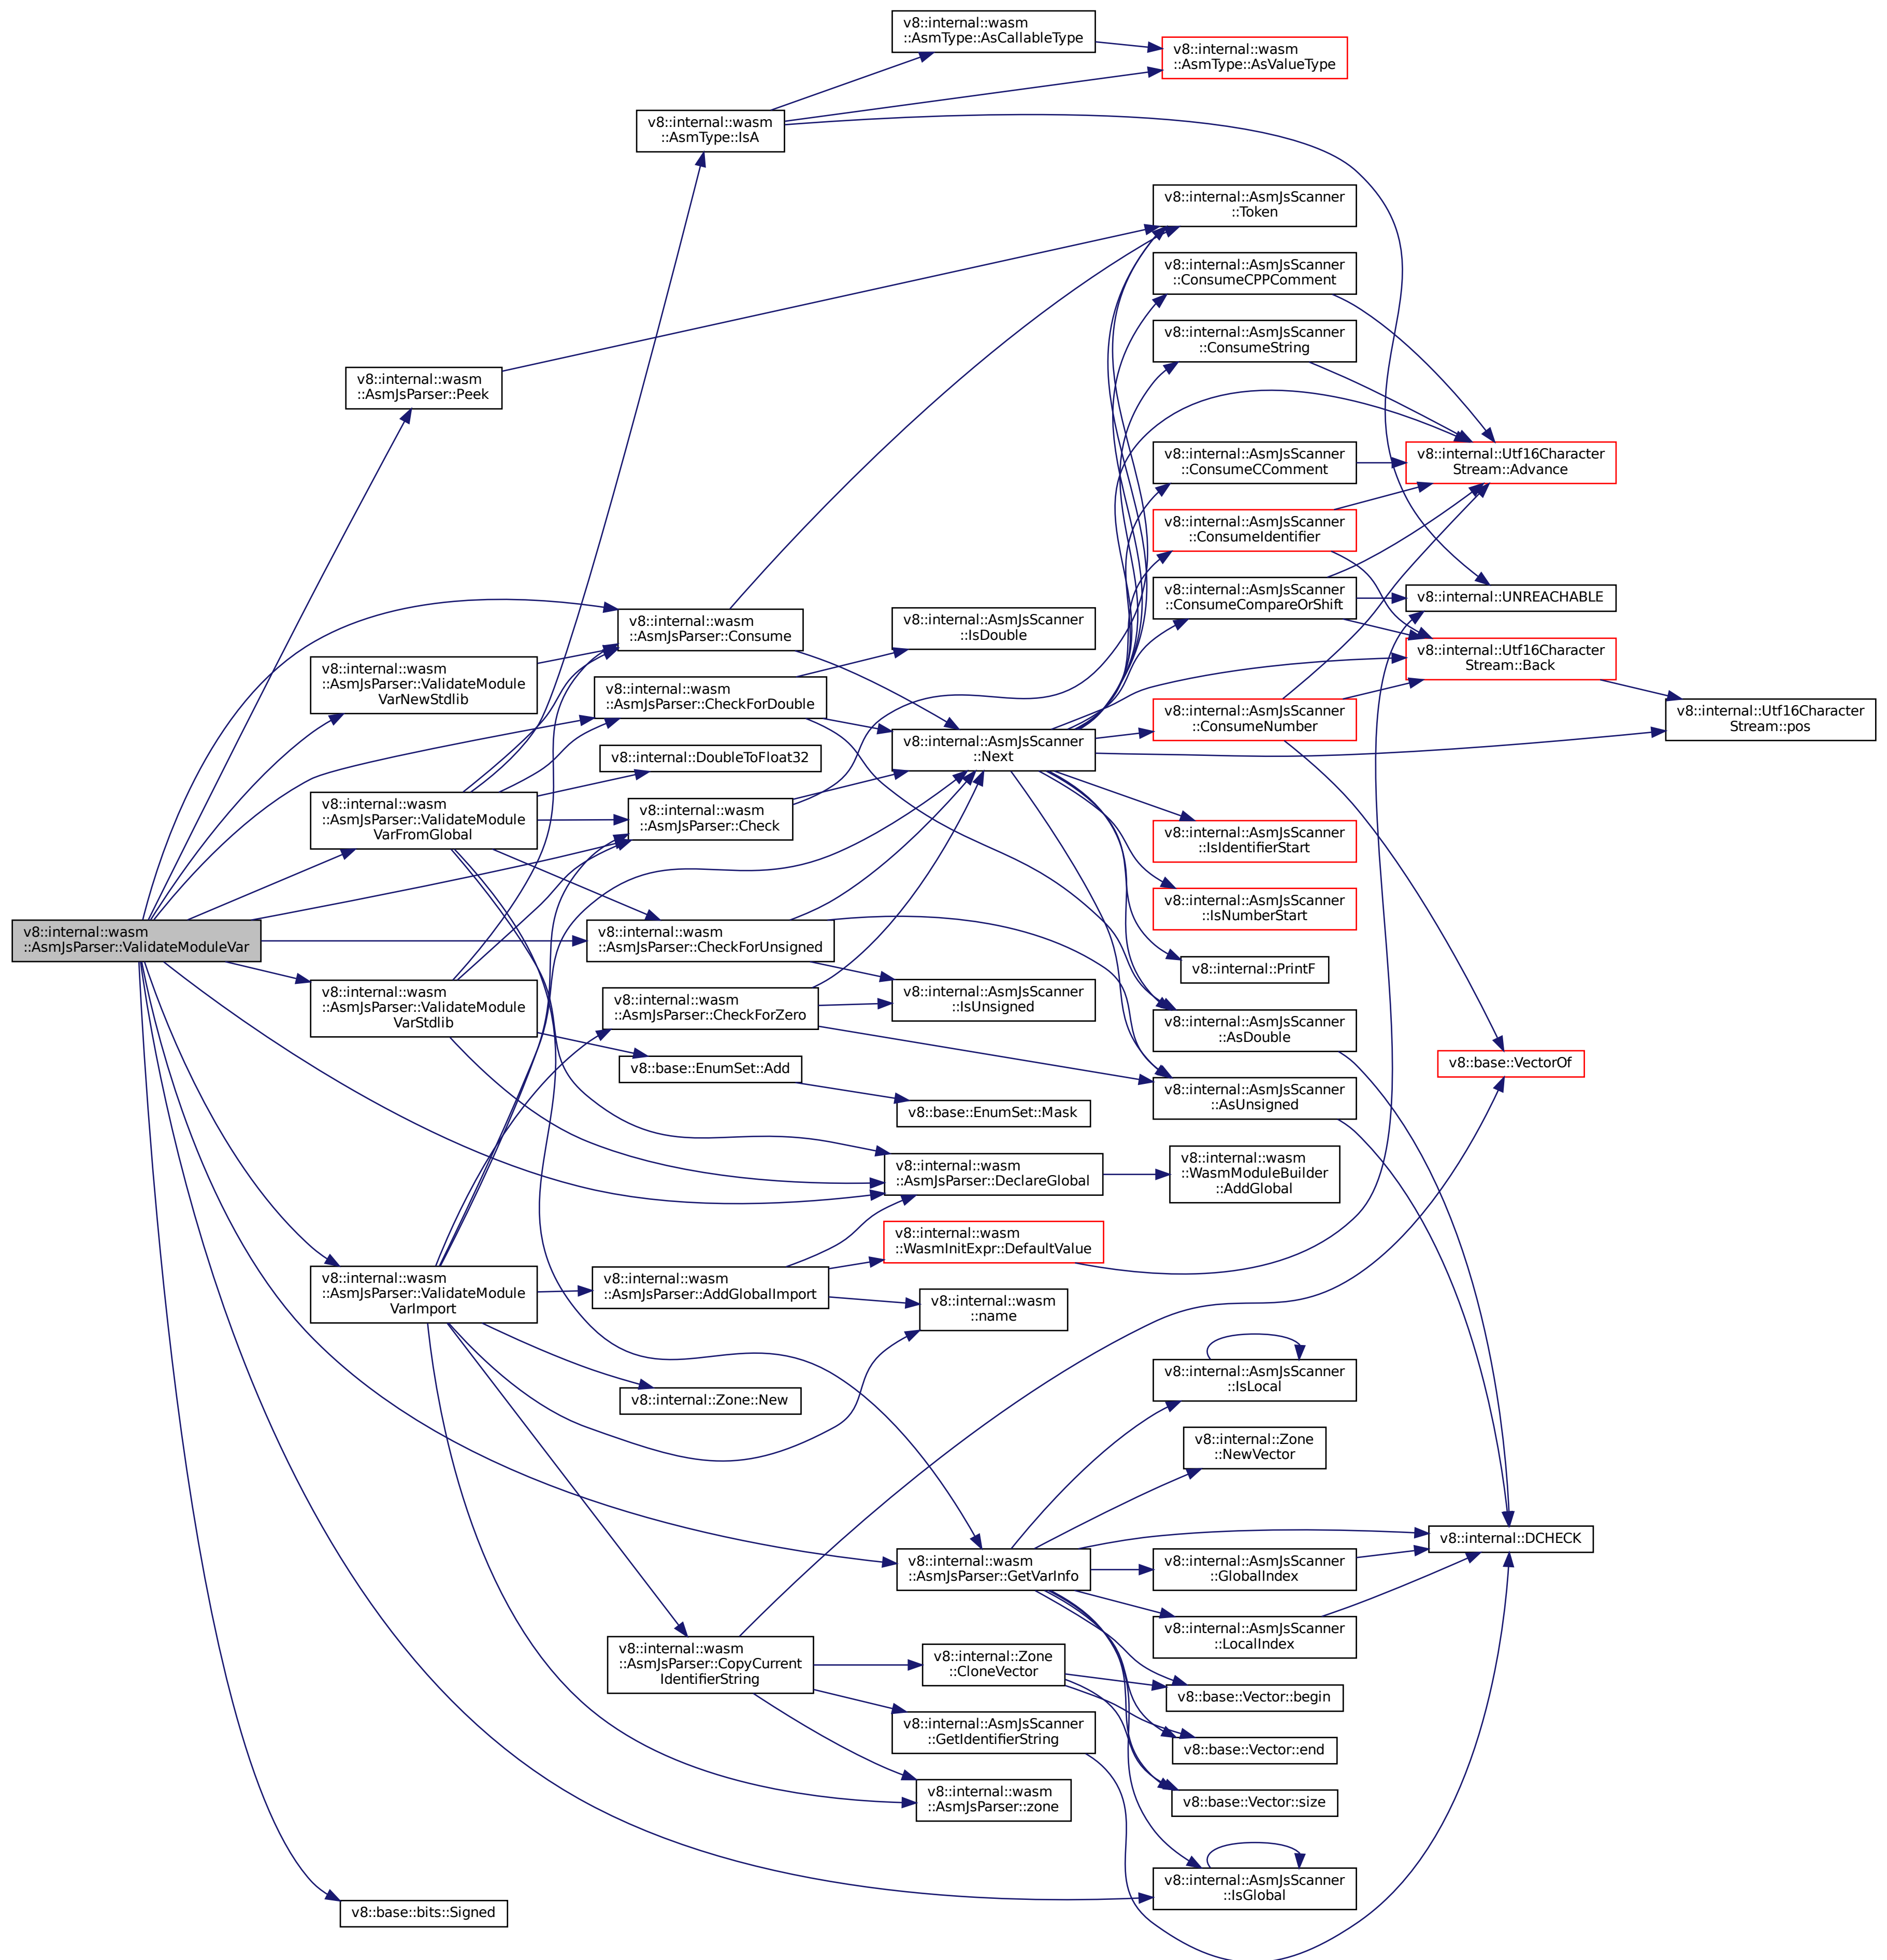 v8::internal::wasm
::AsmJsParser::ValidateModuleVar
v8::internal::wasm
::AsmJsParser::Peek
v8::internal::wasm
::AsmJsParser::ValidateModule
VarNewStdlib
v8::internal::wasm
::AsmJsParser::ValidateModule
VarFromGlobal
v8::internal::wasm
::AsmJsParser::ValidateModule
VarStdlib
v8::internal::wasm
::AsmJsParser::ValidateModule
VarImport
v8::base::bits::Signed
v8::internal::wasm
::AsmType::IsA
v8::internal::wasm
::AsmJsParser::Consume
v8::internal::wasm
::AsmJsParser::CheckForDouble
v8::internal::DoubleToFloat32
v8::internal::wasm
::AsmJsParser::Check
v8::internal::wasm
::AsmJsParser::CheckForUnsigned
v8::internal::wasm
::AsmJsParser::CheckForZero
v8::base::EnumSet::Add
v8::internal::wasm
::AsmJsParser::AddGlobalImport
v8::internal::Zone::New
v8::internal::wasm
::AsmJsParser::CopyCurrent
IdentifierString
v8::internal::wasm
::AsmType::AsCallableType
v8::internal::AsmJsScanner
::IsDouble
v8::internal::AsmJsScanner
::Next
v8::internal::AsmJsScanner
::IsUnsigned
v8::base::EnumSet::Mask
v8::internal::wasm
::AsmJsParser::DeclareGlobal
v8::internal::wasm
::WasmInitExpr::DefaultValue
v8::internal::wasm
::name
v8::internal::wasm
::AsmJsParser::GetVarInfo
v8::internal::Zone
::CloneVector
v8::internal::AsmJsScanner
::GetIdentifierString
v8::internal::wasm
::AsmJsParser::zone
v8::internal::wasm
::AsmType::AsValueType
v8::internal::AsmJsScanner
::Token
v8::internal::AsmJsScanner
::ConsumeCPPComment
v8::internal::AsmJsScanner
::ConsumeString
v8::internal::AsmJsScanner
::ConsumeCComment
v8::internal::AsmJsScanner
::ConsumeIdentifier
v8::internal::AsmJsScanner
::ConsumeCompareOrShift
v8::internal::AsmJsScanner
::ConsumeNumber
v8::internal::AsmJsScanner
::IsIdentifierStart
v8::internal::AsmJsScanner
::IsNumberStart
v8::internal::PrintF
v8::internal::AsmJsScanner
::AsDouble
v8::internal::AsmJsScanner
::AsUnsigned
v8::internal::wasm
::WasmModuleBuilder
::AddGlobal
v8::internal::AsmJsScanner
::IsLocal
v8::internal::Zone
::NewVector
v8::internal::AsmJsScanner
::GlobalIndex
v8::internal::AsmJsScanner
::LocalIndex
v8::base::Vector::begin
v8::base::Vector::end
v8::base::Vector::size
v8::internal::AsmJsScanner
::IsGlobal
v8::internal::Utf16Character
Stream::Advance
v8::internal::UNREACHABLE
v8::internal::Utf16Character
Stream::Back
v8::base::VectorOf
v8::internal::DCHECK
v8::internal::Utf16Character
Stream::pos